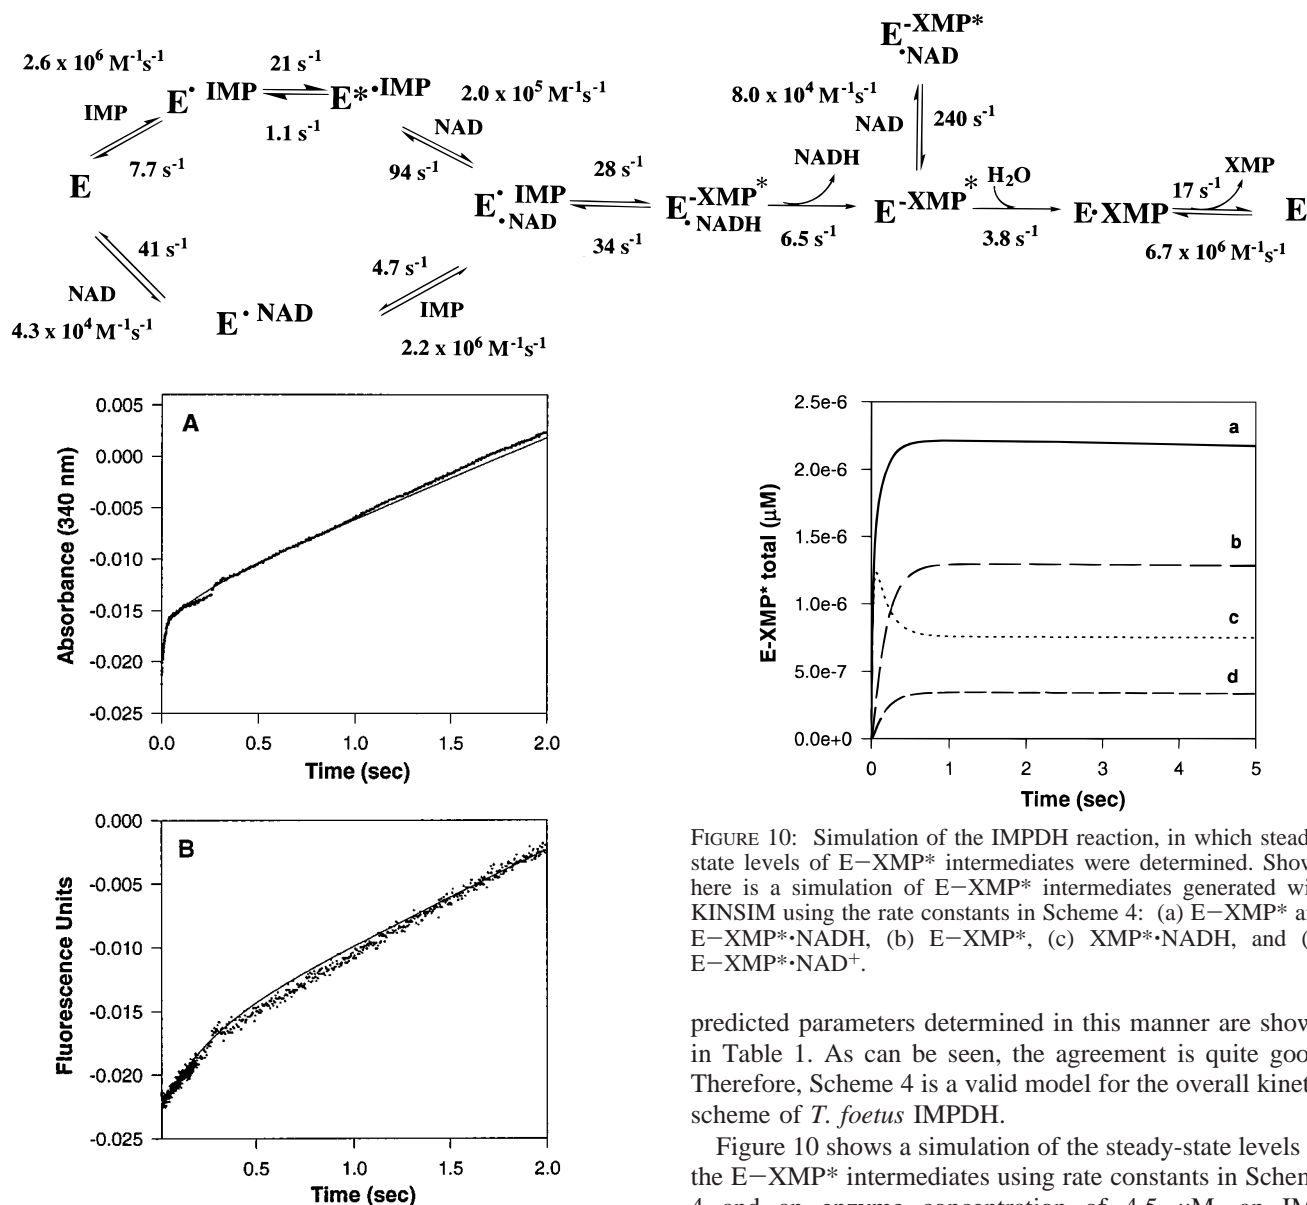 E-XMP*
·NAD
2.6 x 10⁶ M⁻¹s⁻¹
21 s⁻¹
E· IMP
E*·IMP
2.0 x 10⁵ M⁻¹s⁻¹
8.0 x 10⁴ M⁻¹s⁻¹
IMP
1.1 s⁻¹
NAD
NAD
240 s⁻¹
7.7 s⁻¹
94 s⁻¹
28 s⁻¹
NADH
H₂O
XMP
17 s⁻¹
E
E· IMP
·NAD
E-XMP*
·NADH
E-XMP*
E·XMP
E
41 s⁻¹
34 s⁻¹
6.5 s⁻¹
3.8 s⁻¹
6.7 x 10⁶ M⁻¹s⁻¹
4.7 s⁻¹
NAD
IMP
E· NAD
4.3 x 10⁴ M⁻¹s⁻¹
2.2 x 10⁶ M⁻¹s⁻¹
A
Absorbance (340 nm)
0.005
0.000
-0.005
-0.010
-0.015
-0.020
-0.025
0.0 0.5 1.0 1.5 2.0
Time (sec)
B
Fluorescence Units
0.000
-0.005
-0.010
-0.015
-0.020
-0.025
0.5 1.0 1.5 2.0
Time (sec)
E-XMP* total (µM)
2.5e-6
2.0e-6
1.5e-6
1.0e-6
5.0e-7
0.0e+0
a
b
c
d
0 1 2 3 4 5
Time (sec)
FIGURE 10: Simulation of the IMPDH reaction, in which stead
state levels of E−XMP* intermediates were determined. Show
here is a simulation of E−XMP* intermediates generated wi
KINSIM using the rate constants in Scheme 4: (a) E−XMP* a
E−XMP*·NADH, (b) E−XMP*, (c) XMP*·NADH, and (
E−XMP*·NAD⁺.
predicted parameters determined in this manner are show
in Table 1. As can be seen, the agreement is quite goo
Therefore, Scheme 4 is a valid model for the overall kinet
scheme of T. foetus IMPDH.
Figure 10 shows a simulation of the steady-state levels
the E−XMP* intermediates using rate constants in Schem
4 and an enzyme concentration of 4.5 µM, an IM